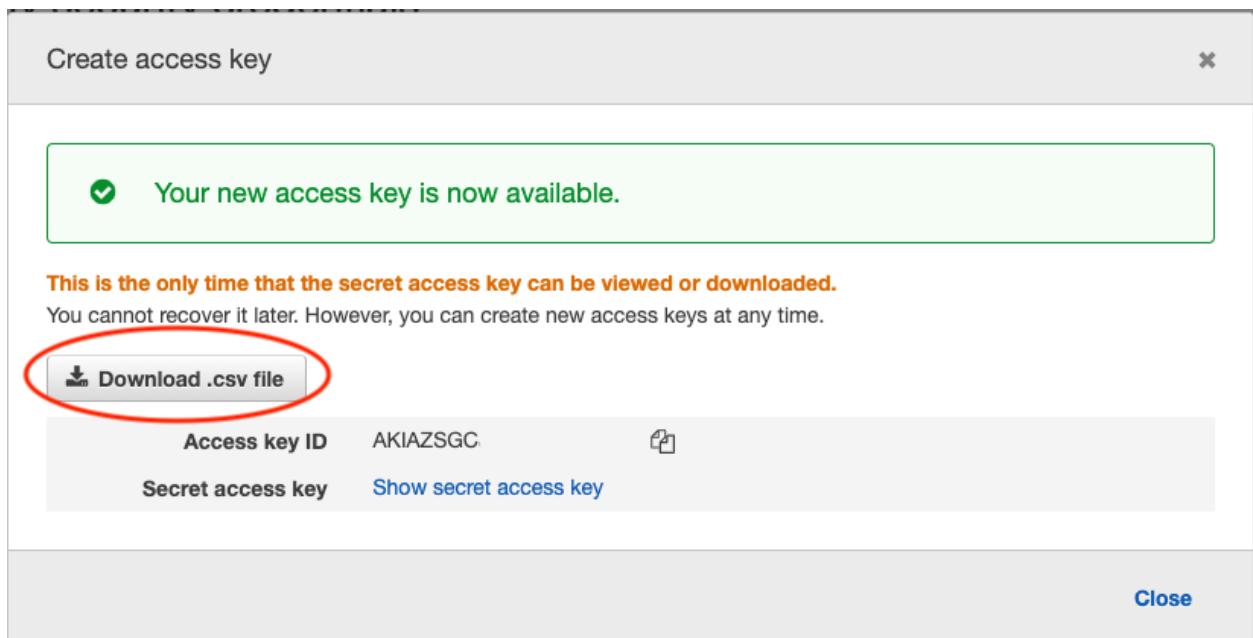 Create access key
Your new access key is now available.
This is the only time that the secret access key can be viewed or downloaded.
You cannot recover it later. However, you can create new access keys at any time.
Download .csv file
Access key ID AKIAZSGC
Secret access key Show secret access key
Close